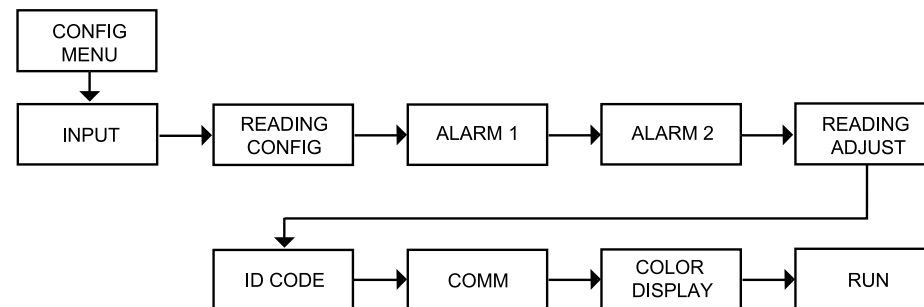 CONFIG
MENU
INPUT
READING
CONFIG
ALARM 1
ALARM 2
READING
ADJUST
ID CODE
COMM
COLOR
DISPLAY
RUN